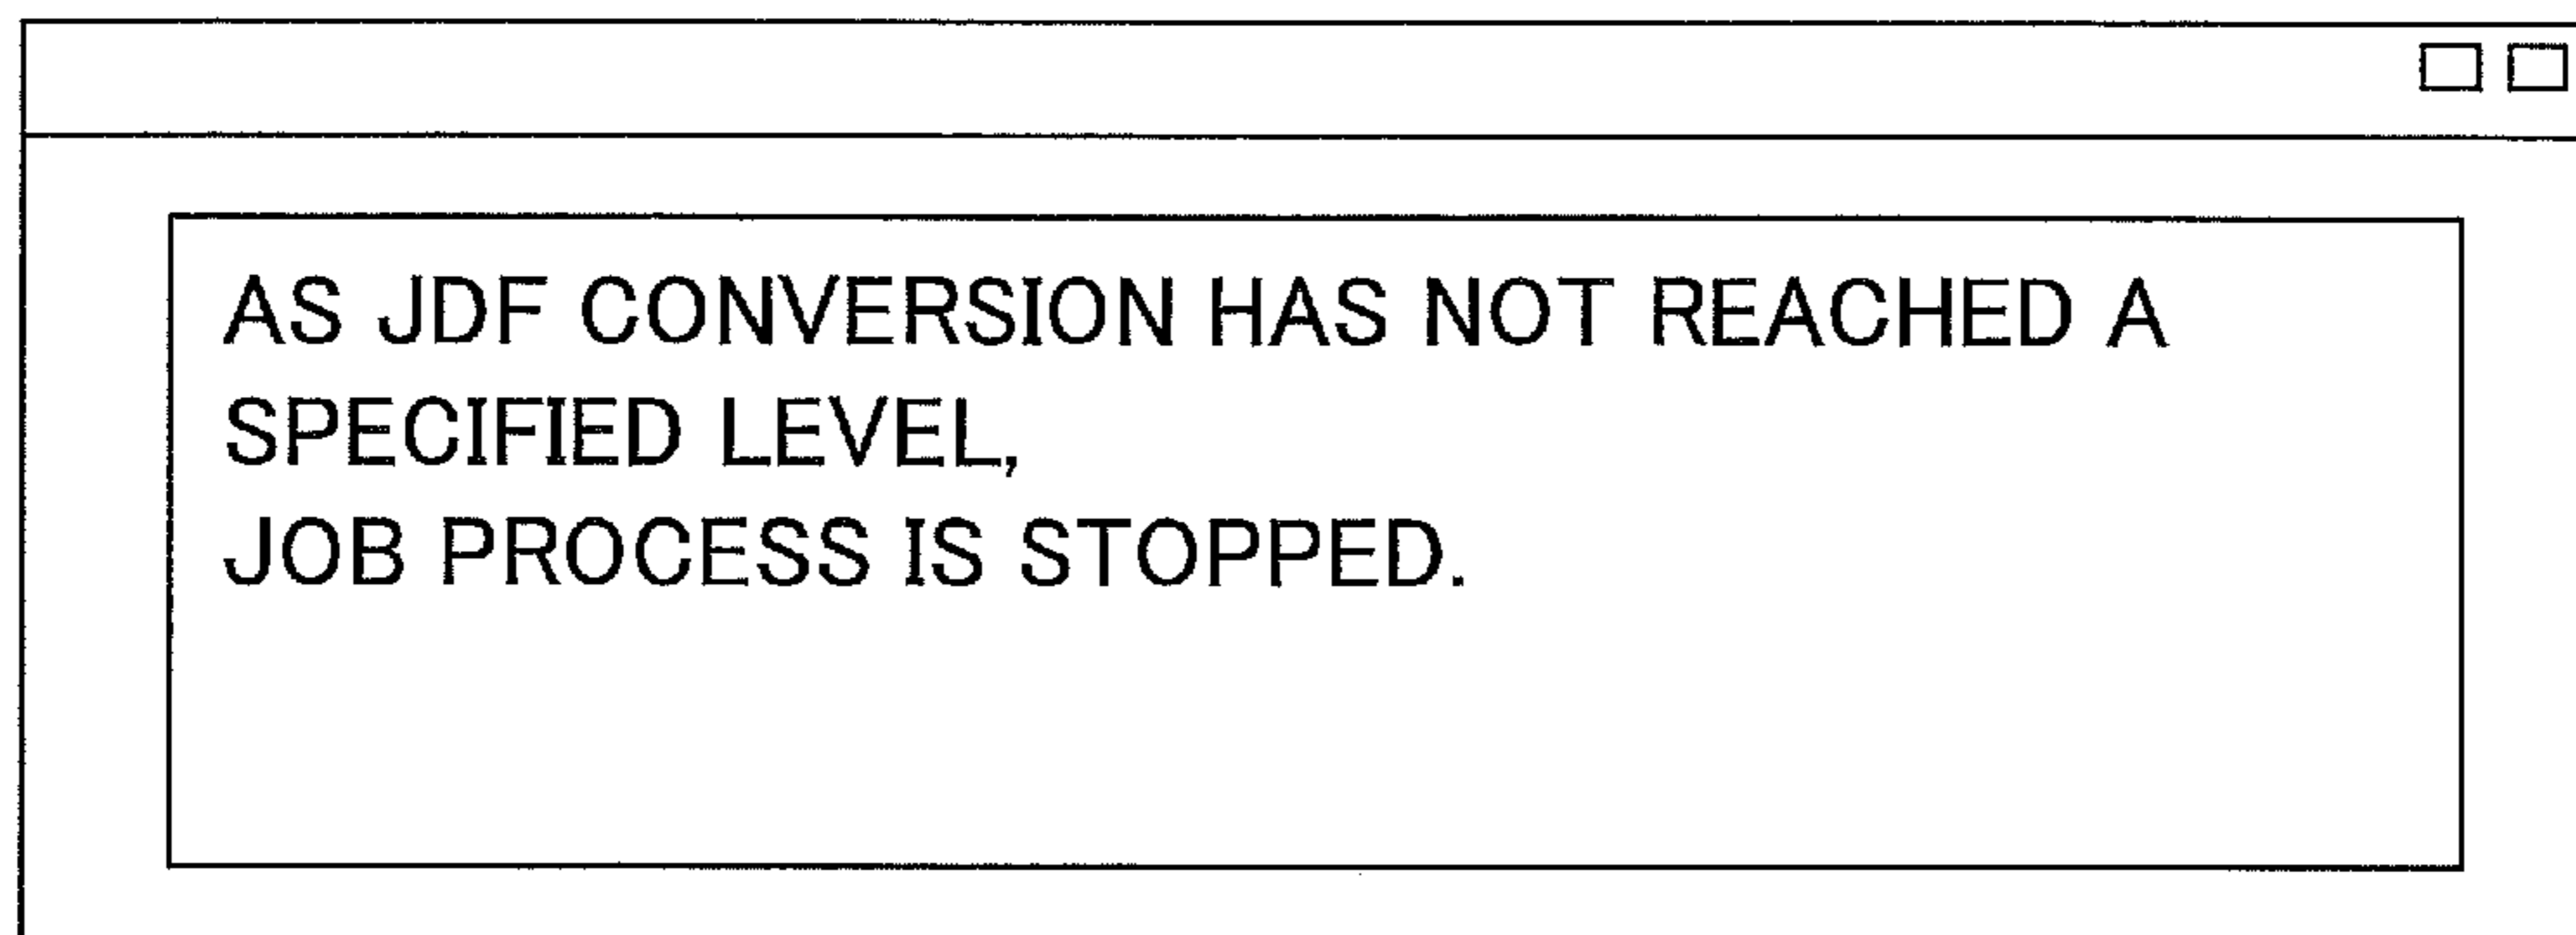 AS JDF CONVERSION HAS NOT REACHED A
SPECIFIED LEVEL,
JOB PROCESS IS STOPPED.